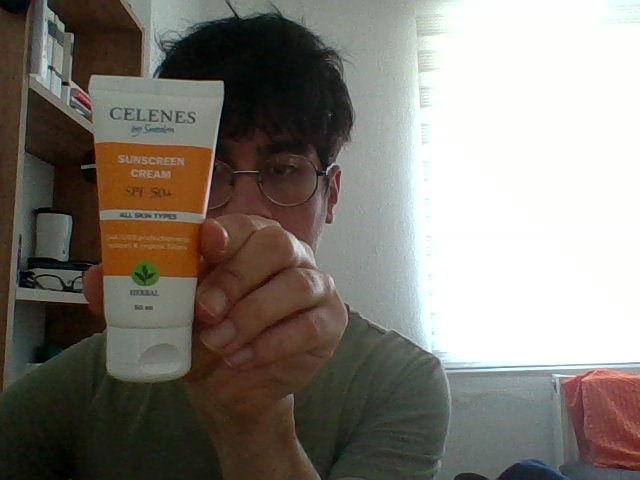 CELENES
by Sweden
SUNSCREEN
CREAM
SPF 50+
ALL SKIN TYPES
HERBAL
50 ml